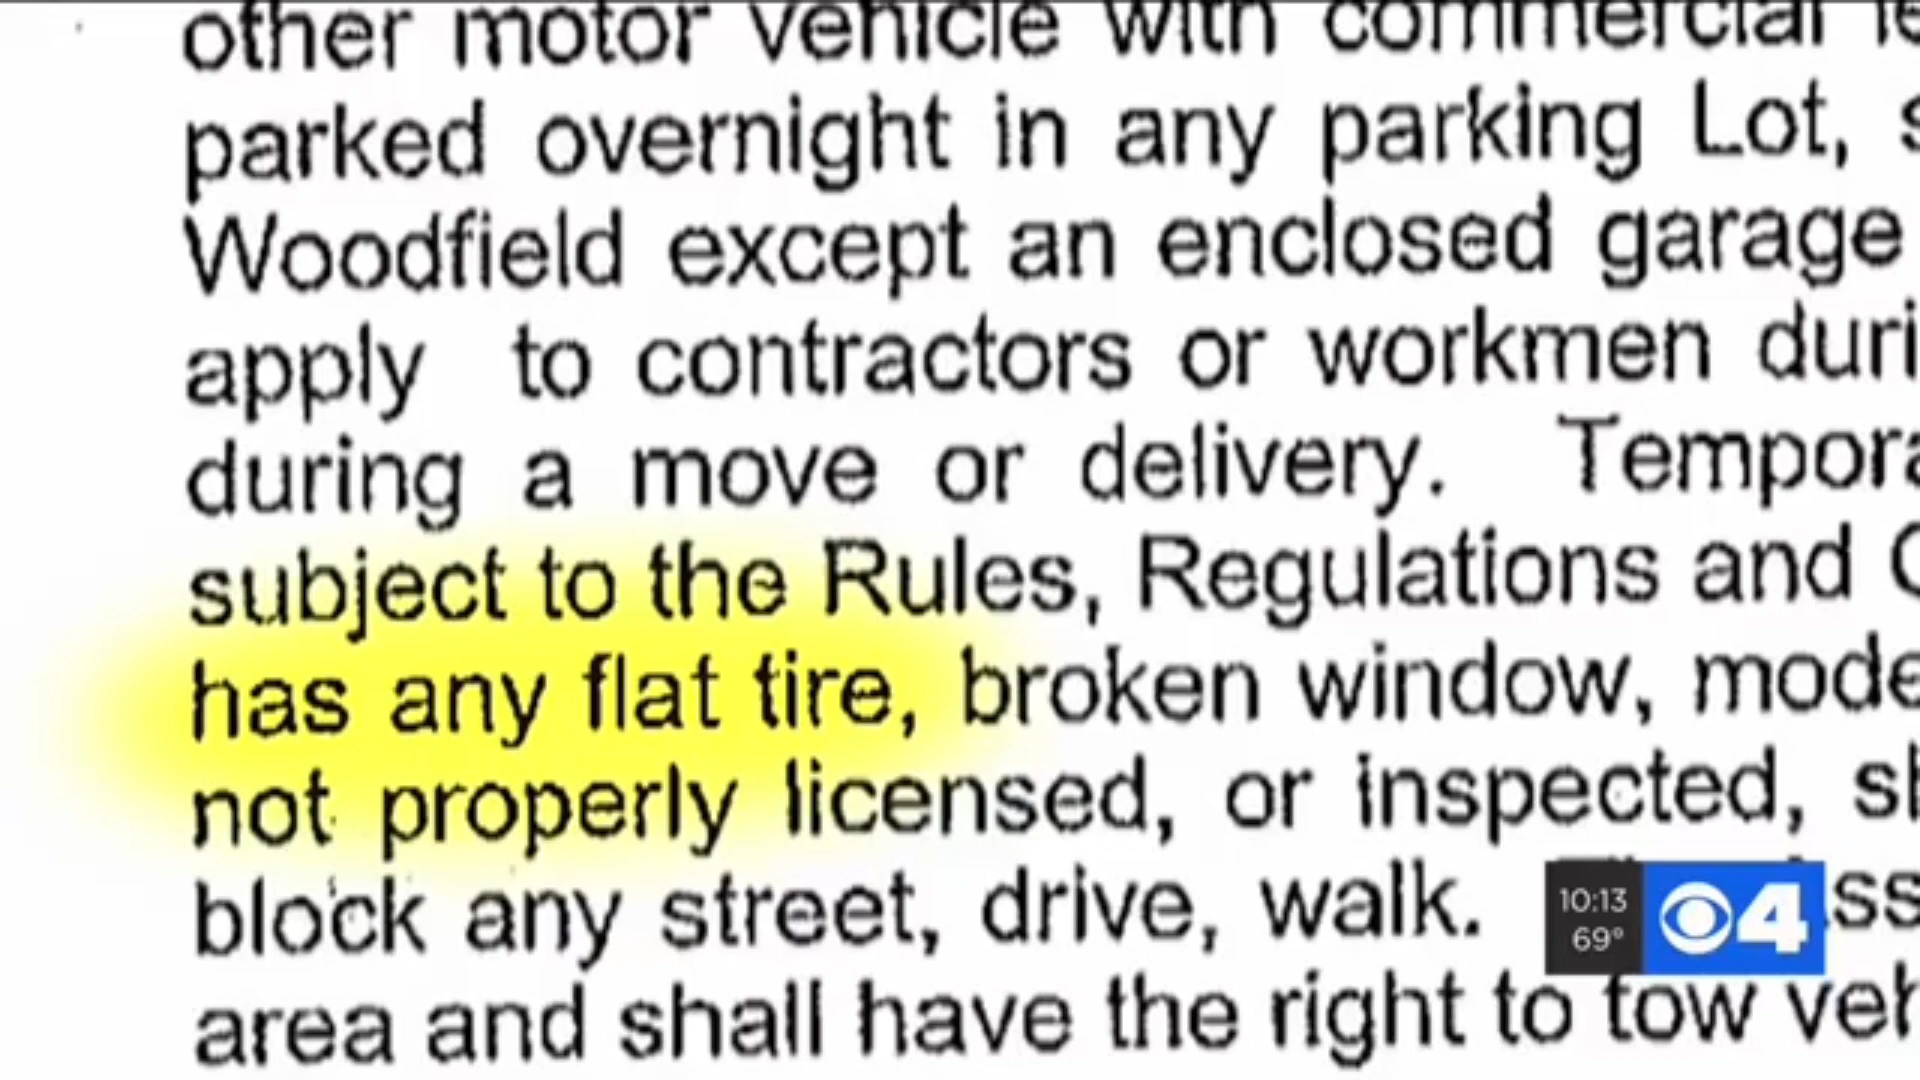 other motor vehicle with commercial
parked overnight in any parking Lot,
Woodfield except an enclosed garage
apply to contractors or workmen duri
during a move or delivery. Tempora
subject to the Rules, Regulations and
has any flat tire, broken window, mode
not properly licensed, or inspected,
block any street, drive, walk.
area and shall have the right to tow veh
10:13
69°
4